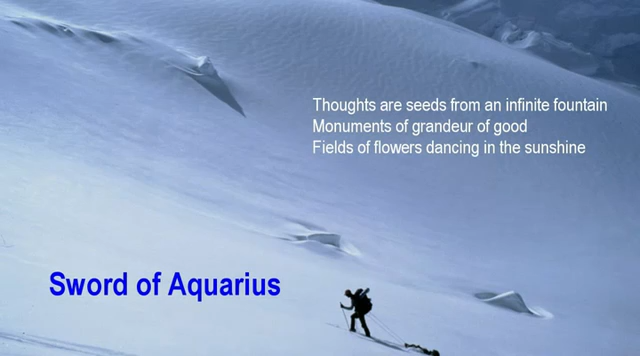 Thoughts are seeds from an infinite fountain
Monuments of grandeur of good
Fields of flowers dancing in the sunshine
Sword of Aquarius